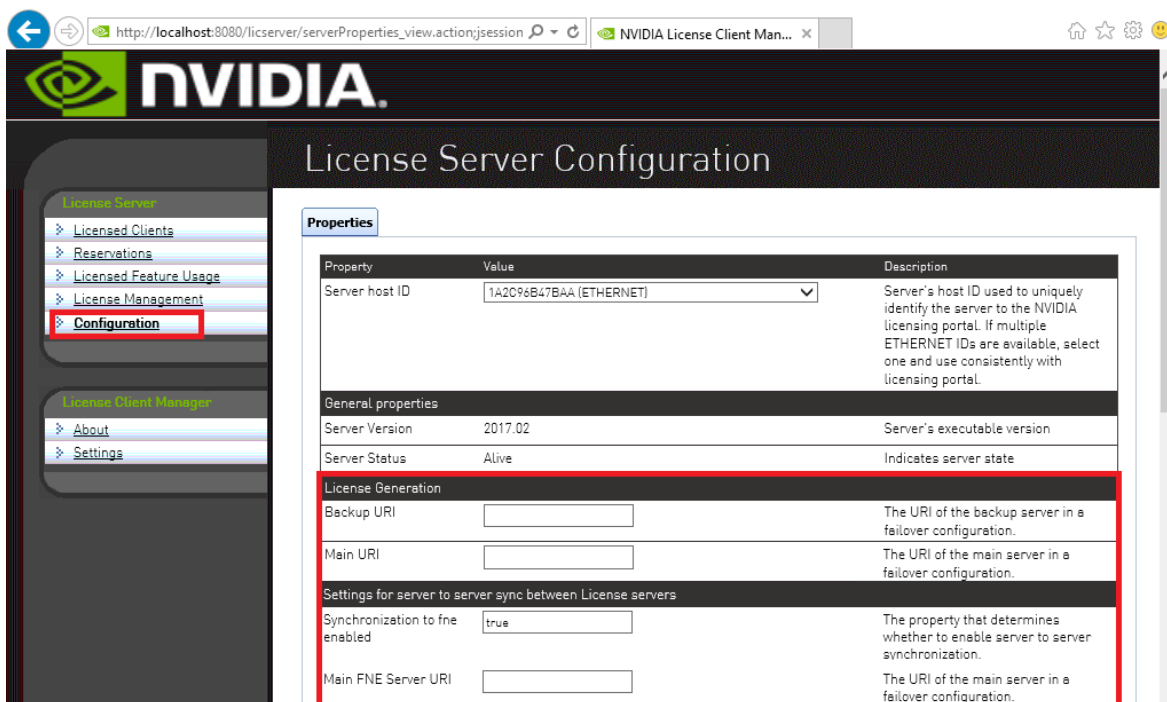 http://localhost:8080/licserver/serverProperties_view.action;jsession
NVIDIA License Client Man...
NVIDIA.
License Server Configuration
License Server
Licensed Clients
Reservations
Licensed Feature Usage
License Management
Configuration
License Client Manager
About
Settings
Properties
Property Value Description
Server host ID 1A2C96B47BAA (ETHERNET) Server's host ID used to uniquely
identify the server to the NVIDIA
licensing portal. If multiple
ETHERNET IDs are available, select
one and use consistently with
licensing portal.
General properties
Server Version 2017.02 Server's executable version
Server Status Alive Indicates server state
License Generation
Backup URI The URI of the backup server in a
failover configuration.
Main URI The URI of the main server in a
failover configuration.
Settings for server to server sync between License servers
Synchronization to fne true The property that determines
enabled whether to enable server to server
synchronization.
Main FNE Server URI The URI of the main server in a
failover configuration.